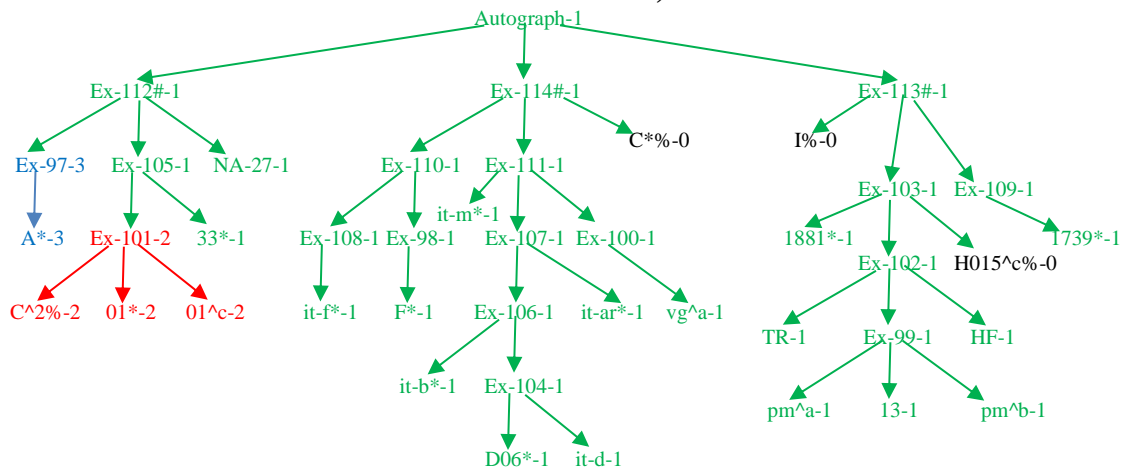 Autograph-1
Ex-112#-1 Ex-114#-1 Ex-113#-1
C*%-0 I%-0
Ex-97-3 Ex-105-1 NA-27-1 Ex-110-1 Ex-111-1
Ex-103-1 Ex-109-1
it-m*-1
A*-3 Ex-101-2 33*-1 Ex-108-1 Ex-98-1 Ex-107-1 Ex-100-1 1881*-1 1739*-1
Ex-102-1 H015^c%-0
C^2%-2 01*-2 01^c-2 it-f*-1 F*-1 Ex-106-1 it-ar*-1 vg^a-1
TR-1 Ex-99-1 HF-1
it-b*-1 Ex-104-1
pm^a-1 13-1 pm^b-1
D06*-1 it-d-1